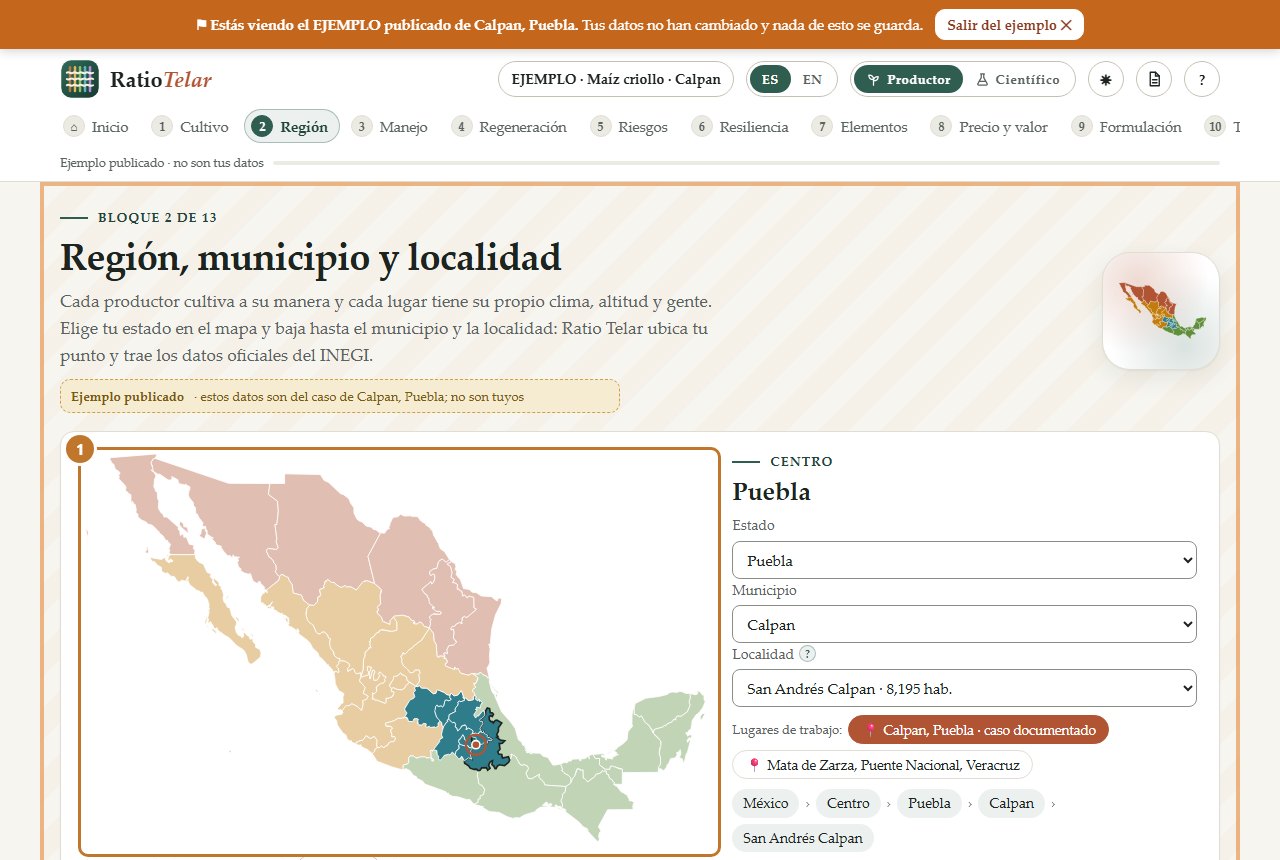 ⚑ Estás viendo el EJEMPLO publicado de Calpan, Puebla. Tus datos no han cambiado y nada de esto se guarda. Salir del ejemplo ✕
RatioTelar EJEMPLO · Maíz criollo · Calpan ES EN Productor Científico ?
Inicio 1 Cultivo 2 Región 3 Manejo 4 Regeneración 5 Riesgos 6 Resiliencia 7 Elementos 8 Precio y valor 9 Formulación 10
Ejemplo publicado · no son tus datos
BLOQUE 2 DE 13
Región, municipio y localidad
Cada productor cultiva a su manera y cada lugar tiene su propio clima, altitud y gente.
Elige tu estado en el mapa y baja hasta el municipio y la localidad: Ratio Telar ubica tu
punto y trae los datos oficiales del INEGI.
Ejemplo publicado · estos datos son del caso de Calpan, Puebla; no son tuyos
1
CENTRO
Puebla
Estado
Puebla
Municipio
Calpan
Localidad ?
San Andrés Calpan · 8,195 hab.
Lugares de trabajo: 📍 Calpan, Puebla · caso documentado
📍 Mata de Zarza, Puente Nacional, Veracruz
México › Centro › Puebla › Calpan ›
San Andrés Calpan